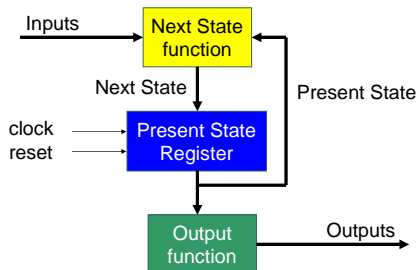 Inputs
Next State
function
Next State
Present State
clock
reset
Present State
Register
Outputs
Output
function